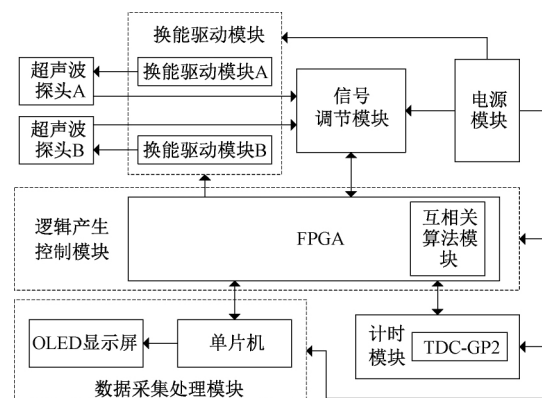 换能驱动模块
超声波
探头A
换能驱动模块A
信号
调节模块
电源
模块
超声波
探头B
换能驱动模块B
逻辑产生
控制模块
FPGA
互相关
算法模
块
OLED显示屏
单片机
计时
模块
TDC-GP2
数据采集处理模块